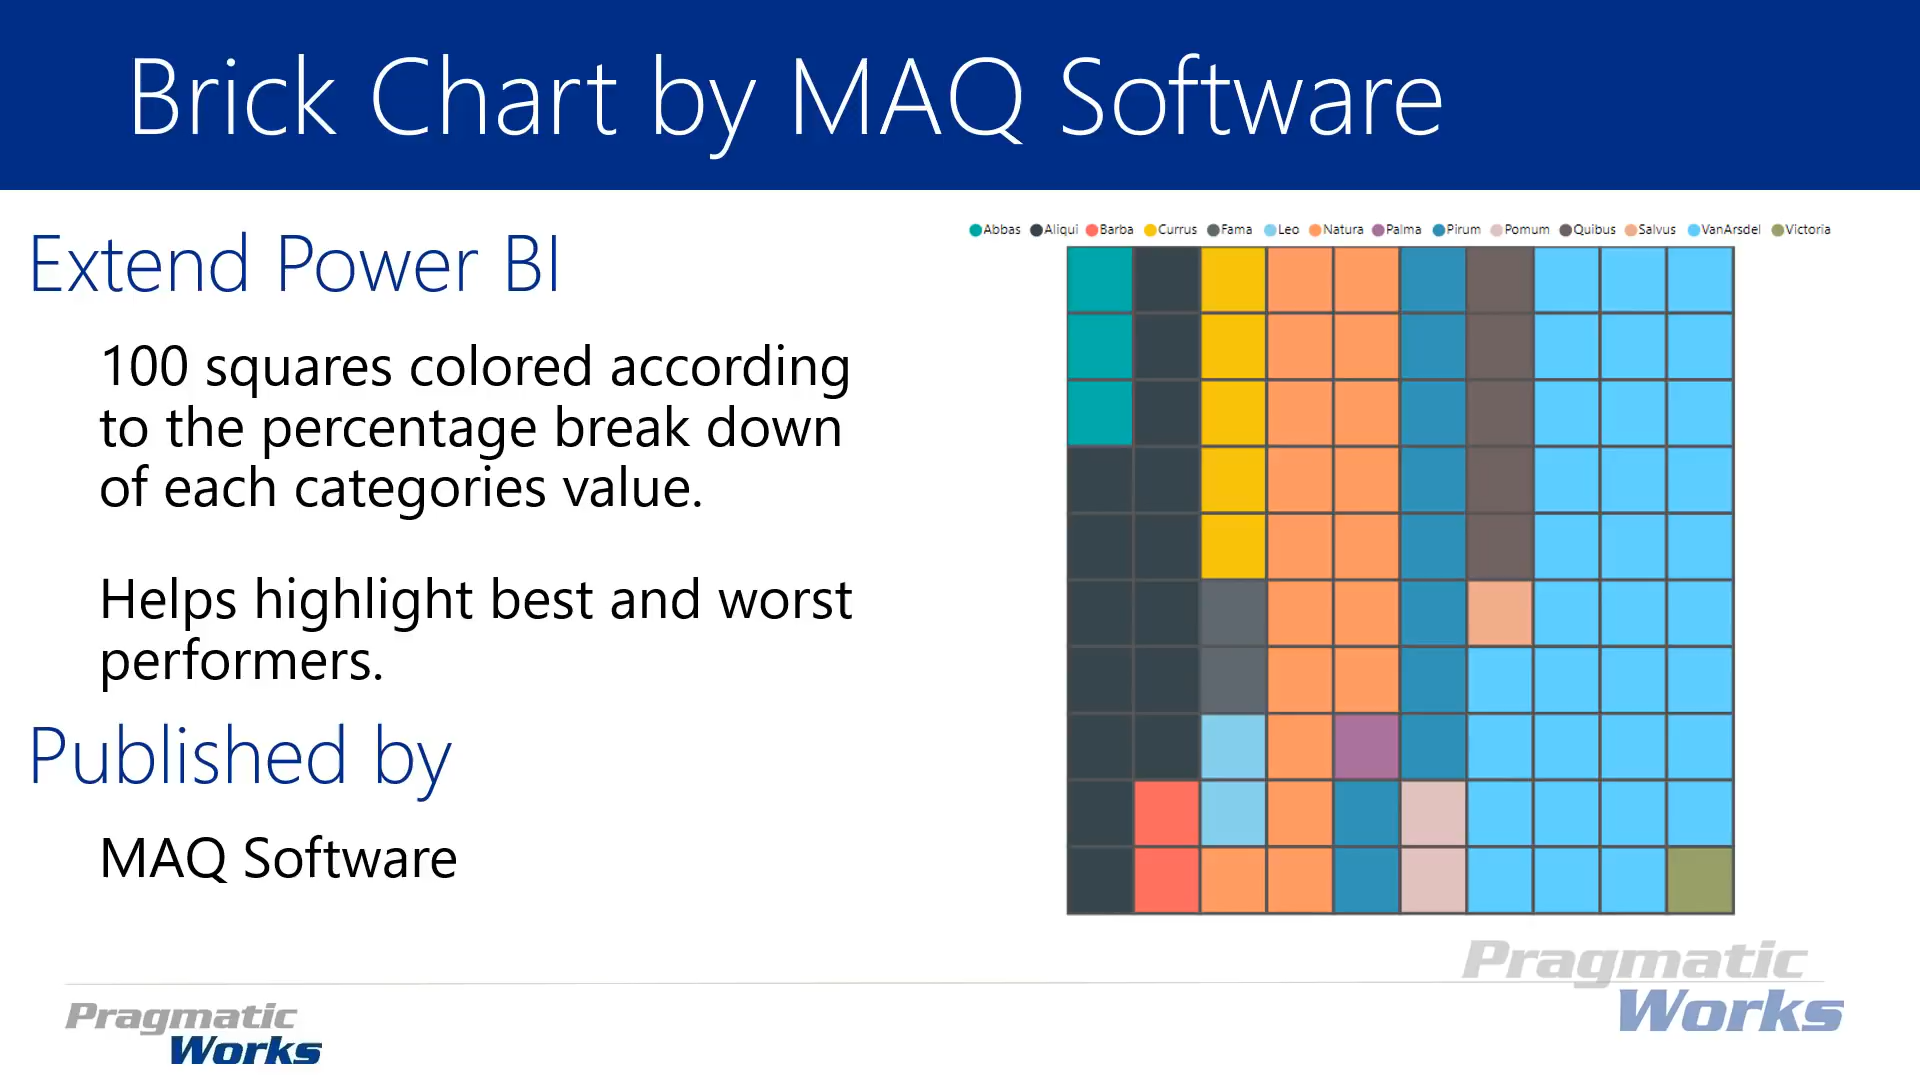 Brick Chart by MAQ Software
Extend Power BI
100 squares colored according
to the percentage break down
of each categories value.
Helps highlight best and worst
performers.
Published by
MAQ Software
Abbas Aliqui Barba Currus Fama Leo Natura Palma Pirum Pomum Quibus Salvus VanArsdel Victoria
Pragmatic
Works
Pragmatic
Works